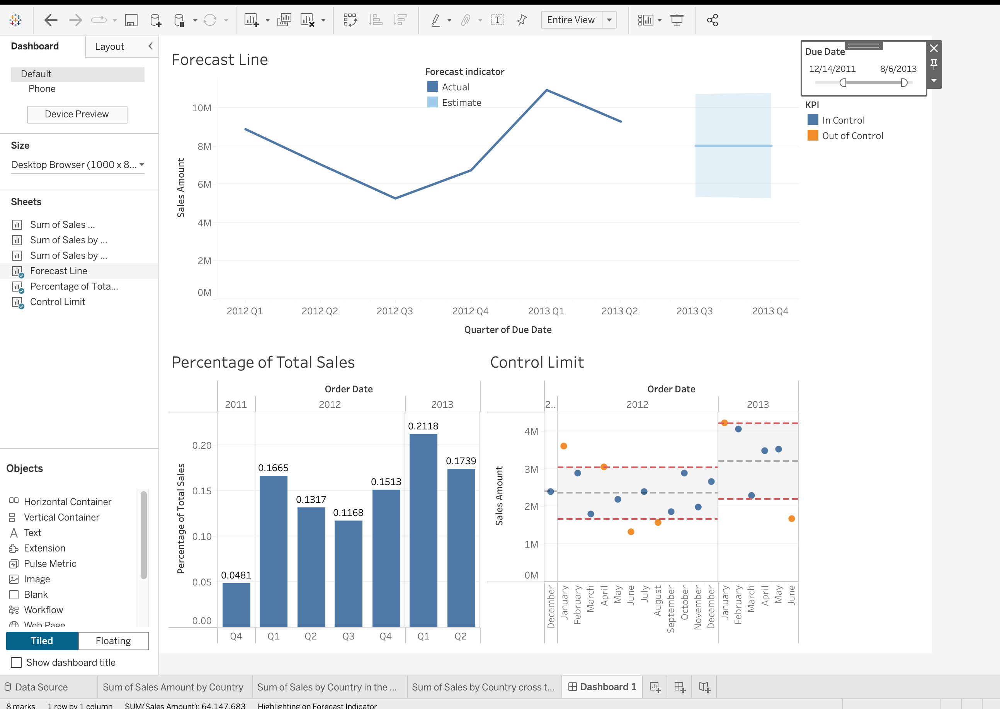 Entire View
Dashboard
Layout
Default
Phone
Device Preview
Size
Desktop Browser (1000 x 8...
Sheets
Sum of Sales ...
Sum of Sales by ...
Sum of Sales by ...
Forecast Line
Percentage of Tota...
Control Limit
Objects
Horizontal Container
Vertical Container
Text
Extension
Pulse Metric
Image
Blank
Workflow
Web Page
Tiled
Floating
Show dashboard title
Forecast Line
Forecast indicator
Actual
Estimate
Sales Amount
10M
8M
6M
4M
2M
0M
2012 Q1 2012 Q2 2012 Q3 2012 Q4 2013 Q1 2013 Q2 2013 Q3 2013 Q4
Quarter of Due Date
Due Date
12/14/2011 8/6/2013
KPI
In Control
Out of Control
Percentage of Total Sales
Order Date
2011 2012 2013
Percentage of Total Sales
0.20
0.15
0.10
0.05
0.00
0.0481
0.1665
0.1317
0.1168
0.1513
0.2118
0.1739
Q4 Q1 Q2 Q3 Q4 Q1 Q2
Control Limit
Order Date
2.. 2012 2013
Sales Amount
4M
3M
2M
1M
0M
December
January
February
March
April
May
June
July
August
September
October
November
December
January
February
March
April
May
June
Data Source
Sum of Sales Amount by Country
Sum of Sales by Country in the ...
Sum of Sales by Country cross t...
Dashboard 1
8 marks 1 row by 1 column SUM(Sales Amount): 64,147,683 Highlighting on Forecast Indicator